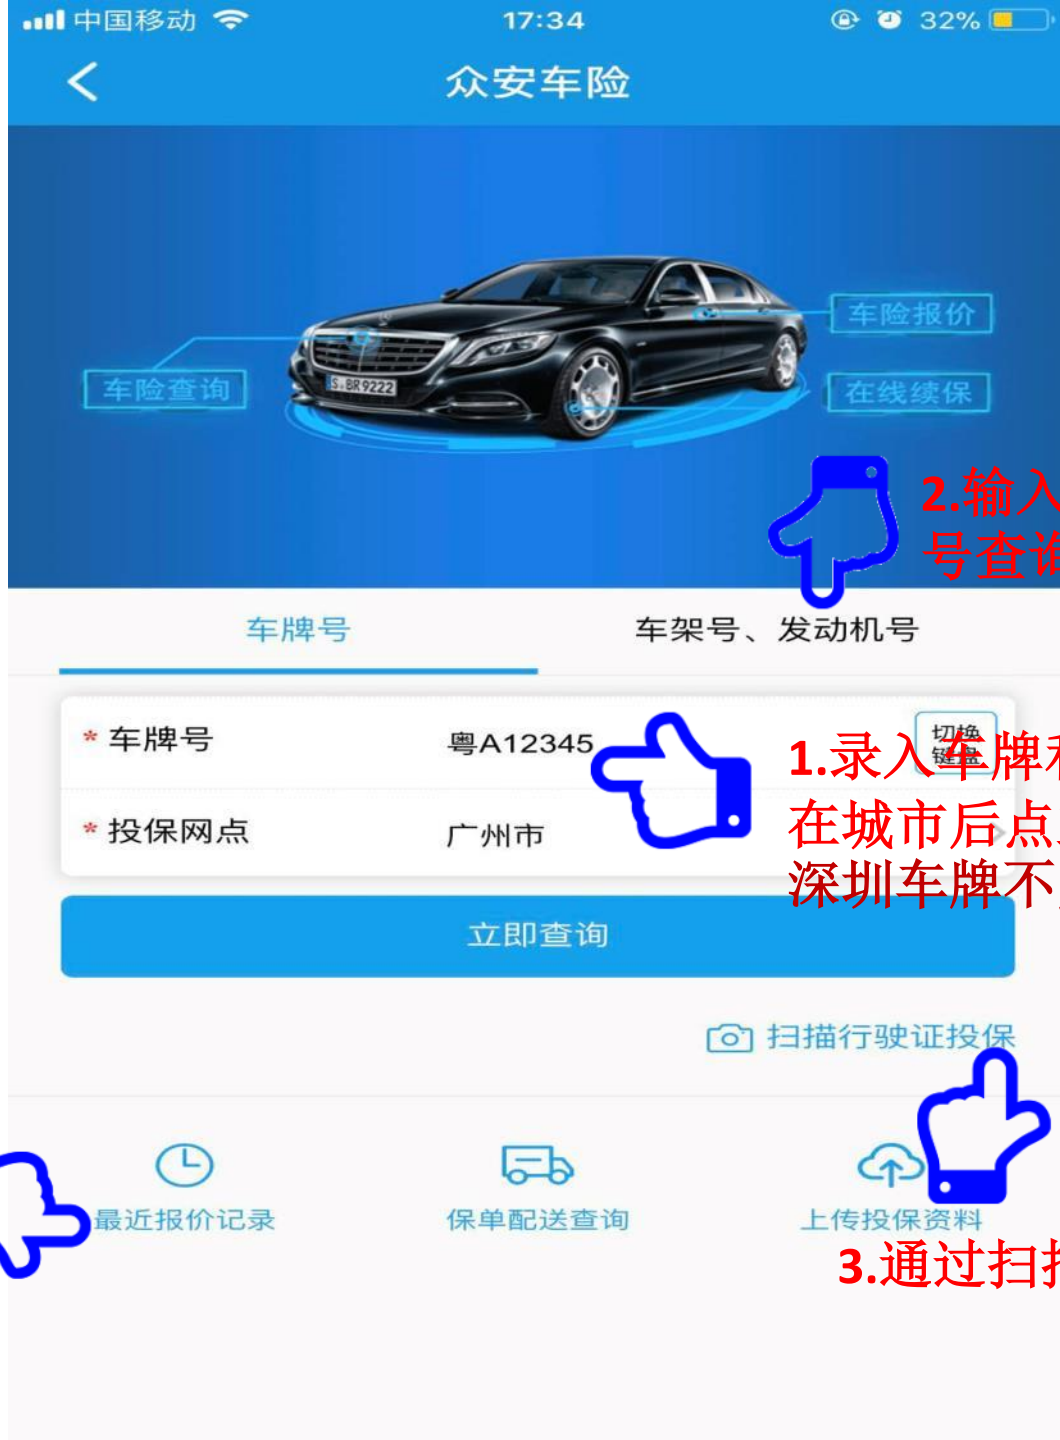 中国移动 17:34 32%
众安车险
车险报价
车险查询
S·BR9222
在线续保
2.输入
号查询
车牌号 车架号、发动机号
* 车牌号 粤A12345 切换
键盘
1.录入车牌和
* 投保网点 广州市
在城市后点
深圳车牌不
立即查询
扫描行驶证投保
最近报价记录 保单配送查询 上传投保资料
3.通过扫描